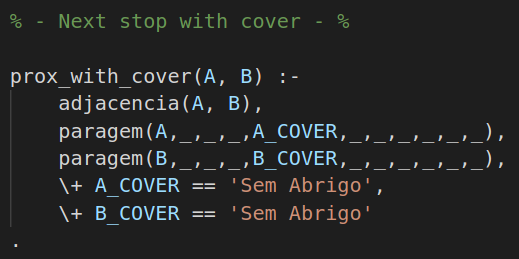 % - Next stop with cover - %
prox_with_cover(A, B) :-
adjacencia(A, B),
paragem(A,_,_,_,A_COVER,_,_,_,_,_,_),
paragem(B,_,_,_,B_COVER,_,_,_,_,_,_),
\+ A_COVER == 'Sem Abrigo',
\+ B_COVER == 'Sem Abrigo'
.